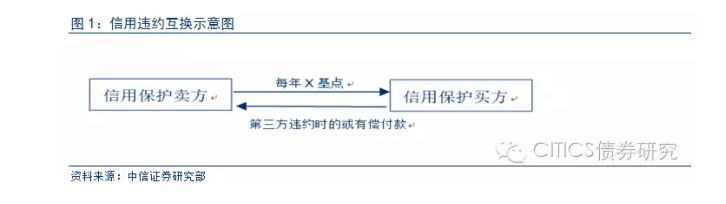 图 1：信用违约互换示意图
每年 X 基点
信用保护卖方
信用保护买方
第三方违约时的或有偿付款
CITICS债券研究
资料来源：中信证券研究部